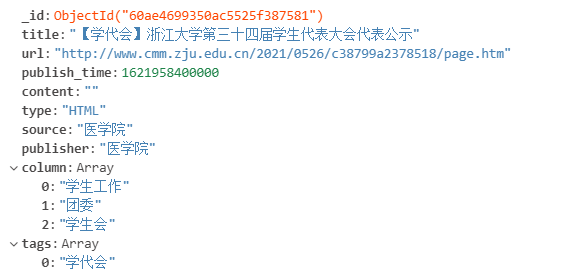 _id: ObjectId("60ae4699350ac5525f387581")
title: "【学代会】浙江大学第三十四届学生代表大会代表公示"
url: "http://www.cmm.zju.edu.cn/2021/0526/c38799a2378518/page.htm"
publish_time: 1621958400000
content: ""
type: "HTML"
source: "医学院"
publisher: "医学院"
column: Array
0: "学生工作"
1: "团委"
2: "学生会"
tags: Array
0: "学代会"